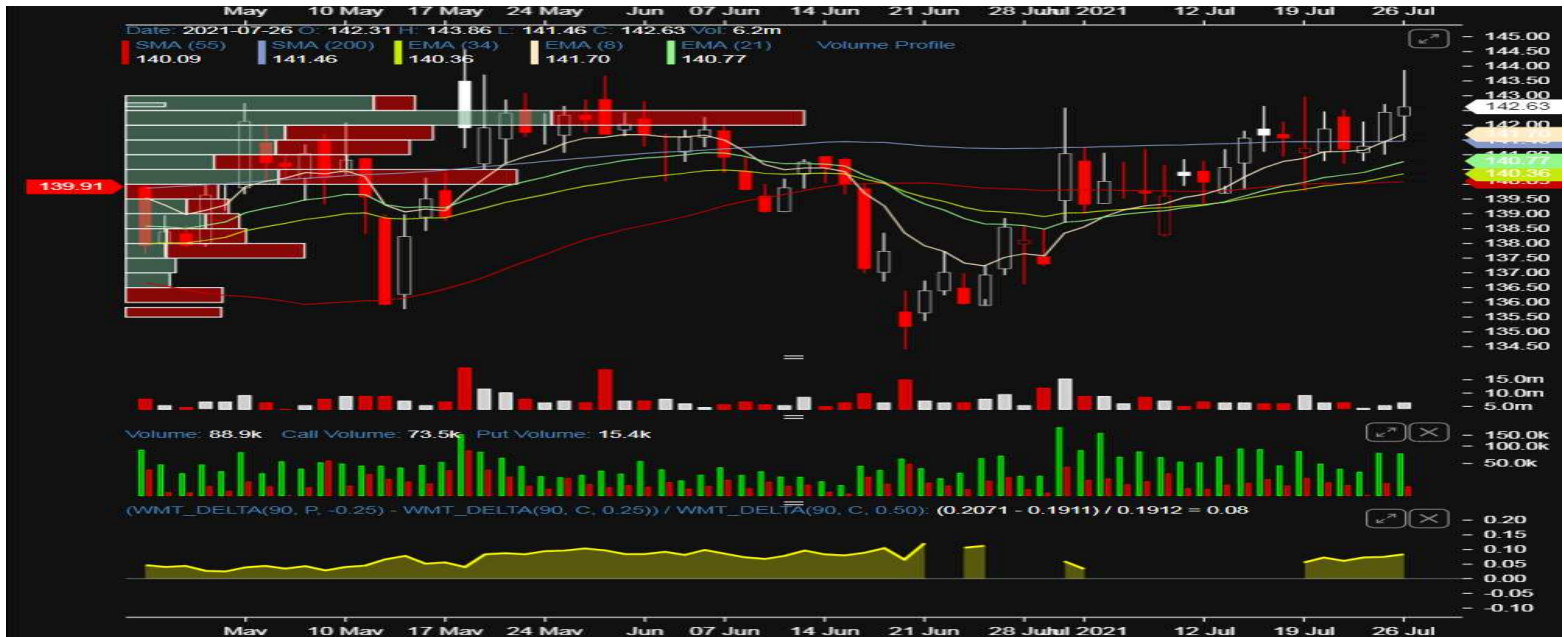 May 10 May 17 May 24 May Jun 07 Jun 14 Jun 21 Jun 28 Jun Jul 2021 12 Jul 19 Jul 26 Jul
Date: 2021-07-26 O: 142.31 H: 143.86 L: 141.46 C: 142.63 Vol: 6.2m
SMA (55) SMA (200) EMA (34) EMA (8) EMA (21) Volume Profile
140.09 141.46 140.36 141.70 140.77
145.00
144.50
144.00
143.50
143.00
142.63
142.00
141.70
140.77
140.36
139.91
139.50
139.00
138.50
138.00
137.50
137.00
136.50
136.00
135.50
135.00
134.50
15.0m
10.0m
5.0m
Volume: 88.9k Call Volume: 73.5k Put Volume: 15.4k
150.0k
100.0k
50.0k
(WMT_DELTA(90, P, -0.25) - WMT_DELTA(90, C, 0.25)) / WMT_DELTA(90, C, 0.50): (0.2071 - 0.1911) / 0.1912 = 0.08
0.20
0.15
0.10
0.05
0.00
-0.05
-0.10
May 10 May 17 May 24 May Jun 07 Jun 14 Jun 21 Jun 28 Jun Jul 2021 12 Jul 19 Jul 26 Jul